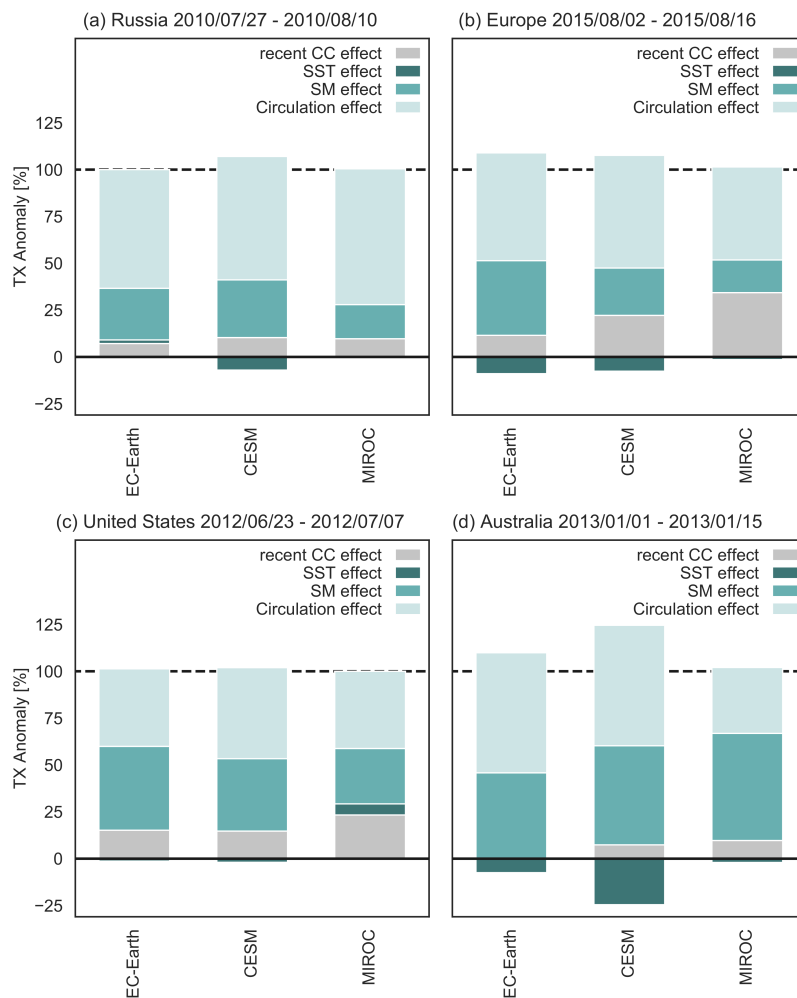 (a) Russia 2010/07/27 - 2010/08/10
recent CC effect
SST effect
SM effect
Circulation effect
125
100
75
50
25
0
−25
TX Anomaly [%]
EC-Earth
CESM
MIROC
(b) Europe 2015/08/02 - 2015/08/16
recent CC effect
SST effect
SM effect
Circulation effect
EC-Earth
CESM
MIROC
(c) United States 2012/06/23 - 2012/07/07
recent CC effect
SST effect
SM effect
Circulation effect
125
100
75
50
25
0
−25
TX Anomaly [%]
EC-Earth
CESM
MIROC
(d) Australia 2013/01/01 - 2013/01/15
recent CC effect
SST effect
SM effect
Circulation effect
EC-Earth
CESM
MIROC